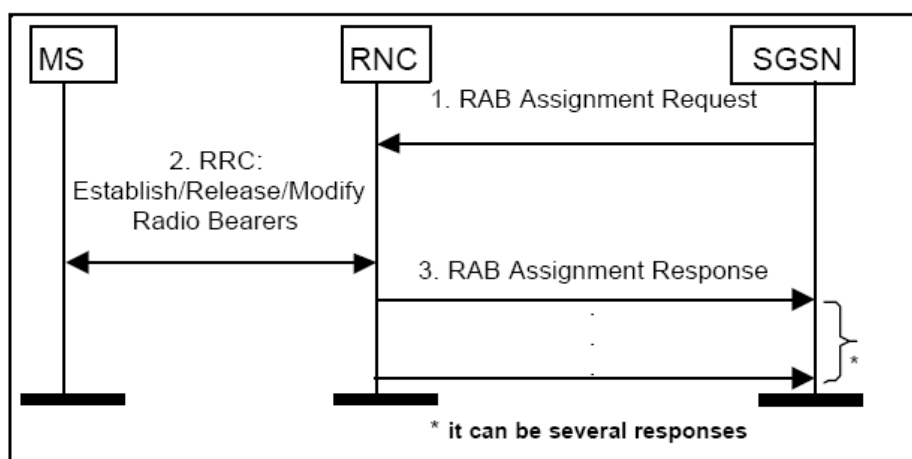 MS
RNC
SGSN
1. RAB Assignment Request
2. RRC:
Establish/Release/Modify
Radio Bearers
3. RAB Assignment Response
*
* it can be several responses